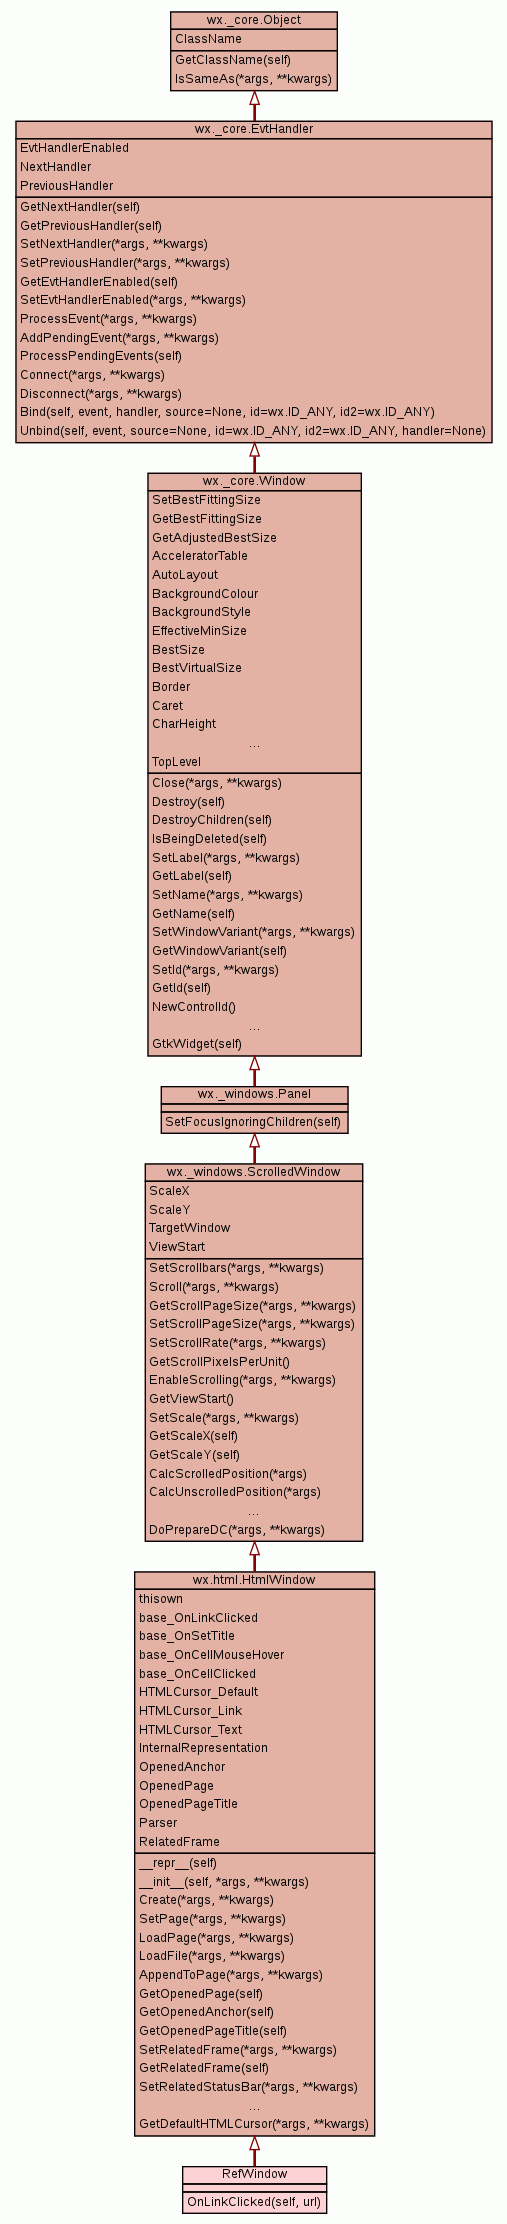 wx._core.Object
ClassName
GetClassName(self)
IsSameAs(*args, **kwargs)
wx._core.EvtHandler
EvtHandlerEnabled
NextHandler
PreviousHandler
GetNextHandler(self)
GetPreviousHandler(self)
SetNextHandler(*args, **kwargs)
SetPreviousHandler(*args, **kwargs)
GetEvtHandlerEnabled(self)
SetEvtHandlerEnabled(*args, **kwargs)
ProcessEvent(*args, **kwargs)
AddPendingEvent(*args, **kwargs)
ProcessPendingEvents(self)
Connect(*args, **kwargs)
Disconnect(*args, **kwargs)
Bind(self, event, handler, source=None, id=wx.ID_ANY, id2=wx.ID_ANY)
Unbind(self, event, source=None, id=wx.ID_ANY, id2=wx.ID_ANY, handler=None)
wx._core.Window
SetBestFittingSize
GetBestFittingSize
GetAdjustedBestSize
AcceleratorTable
AutoLayout
BackgroundColour
BackgroundStyle
EffectiveMinSize
BestSize
BestVirtualSize
Border
Caret
CharHeight
...
TopLevel
Close(*args, **kwargs)
Destroy(self)
DestroyChildren(self)
IsBeingDeleted(self)
SetLabel(*args, **kwargs)
GetLabel(self)
SetName(*args, **kwargs)
GetName(self)
SetWindowVariant(*args, **kwargs)
GetWindowVariant(self)
SetId(*args, **kwargs)
GetId(self)
NewControlId()
...
GtkWidget(self)
wx._windows.Panel
SetFocusIgnoringChildren(self)
wx._windows.ScrolledWindow
ScaleX
ScaleY
TargetWindow
ViewStart
SetScrollbars(*args, **kwargs)
Scroll(*args, **kwargs)
GetScrollPageSize(*args, **kwargs)
SetScrollPageSize(*args, **kwargs)
SetScrollRate(*args, **kwargs)
GetScrollPixelsPerUnit()
EnableScrolling(*args, **kwargs)
GetViewStart()
SetScale(*args, **kwargs)
GetScaleX(self)
GetScaleY(self)
CalcScrolledPosition(*args)
CalcUnscrolledPosition(*args)
...
DoPrepareDC(*args, **kwargs)
wx.html.HtmlWindow
thisown
base_OnLinkClicked
base_OnSetTitle
base_OnCellMouseHover
base_OnCellClicked
HTMLCursor_Default
HTMLCursor_Link
HTMLCursor_Text
InternalRepresentation
OpenedAnchor
OpenedPage
OpenedPageTitle
Parser
RelatedFrame
__repr__(self)
__init__(self, *args, **kwargs)
Create(*args, **kwargs)
SetPage(*args, **kwargs)
LoadPage(*args, **kwargs)
LoadFile(*args, **kwargs)
AppendToPage(*args, **kwargs)
GetOpenedPage(self)
GetOpenedAnchor(self)
GetOpenedPageTitle(self)
SetRelatedFrame(*args, **kwargs)
GetRelatedFrame(self)
SetRelatedStatusBar(*args, **kwargs)
...
GetDefaultHTMLCursor(*args, **kwargs)
RefWindow
OnLinkClicked(self, url)